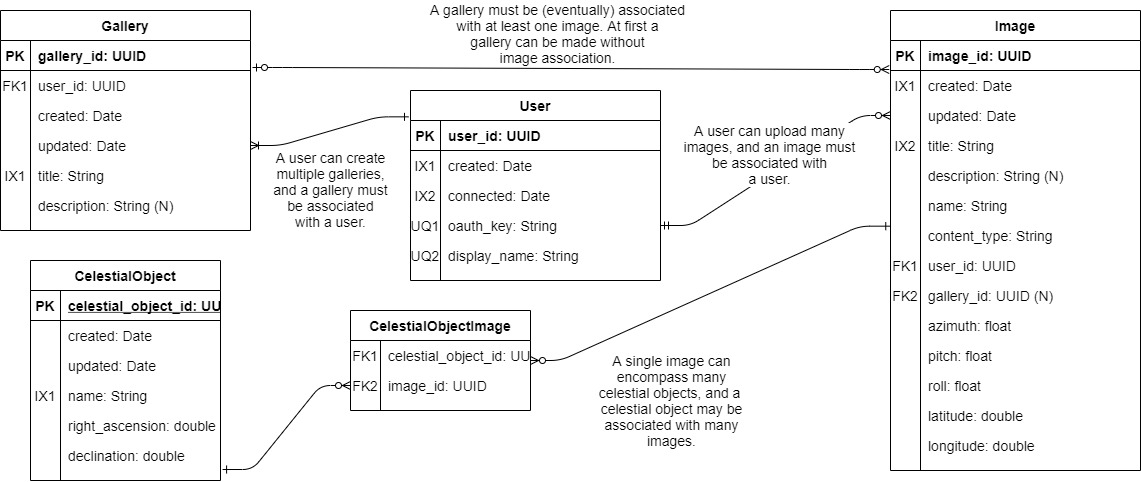 Gallery
PK gallery_id: UUID
FK1 user_id: UUID
created: Date
updated: Date
IX1 title: String
description: String (N)
A gallery must be (eventually) associated
with at least one image. At first a
gallery can be made without
image association.
Image
PK image_id: UUID
IX1 created: Date
updated: Date
IX2 title: String
description: String (N)
name: String
content_type: String
FK1 user_id: UUID
FK2 gallery_id: UUID (N)
azimuth: float
pitch: float
roll: float
latitude: double
longitude: double
User
PK user_id: UUID
IX1 created: Date
IX2 connected: Date
UQ1 oauth_key: String
UQ2 display_name: String
A user can create
multiple galleries,
and a gallery must
be associated
with a user.
A user can upload many
images, and an image must
be associated with
a user.
CelestialObject
PK celestial_object_id: UU
created: Date
updated: Date
IX1 name: String
right_ascension: double
declination: double
CelestialObjectImage
FK1 celestial_object_id: UU
FK2 image_id: UUID
A single image can
encompass many
celestial objects, and a
celestial object may be
associated with many
images.